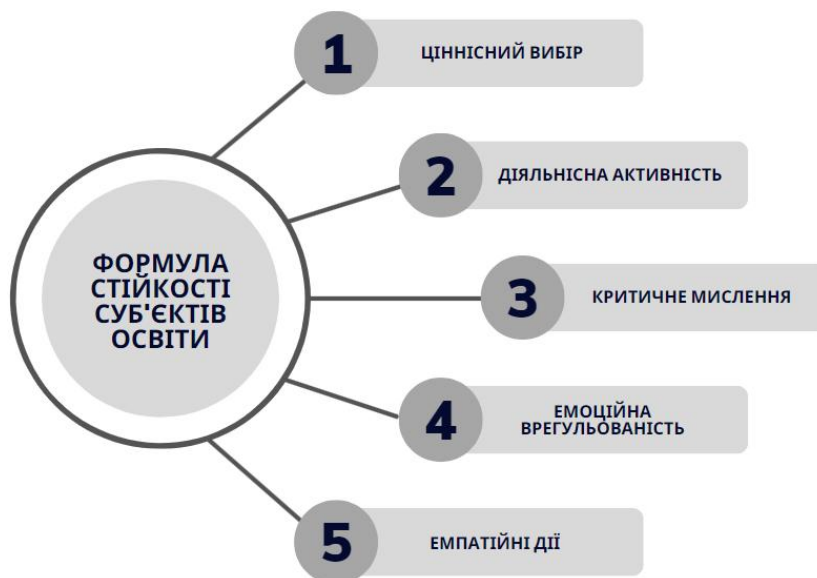 ФОРМУЛА
СТІЙКОСТІ
СУБ'ЄКТІВ
ОСВІТИ
1 ЦІННІСНИЙ ВИБІР
2 ДІЯЛЬНІСНА АКТИВНІСТЬ
3 КРИТИЧНЕ МИСЛЕННЯ
4 ЕМОЦІЙНА
ВРЕГУЛЬОВАНІСТЬ
5 ЕМПАТІЙНІ ДІЇ